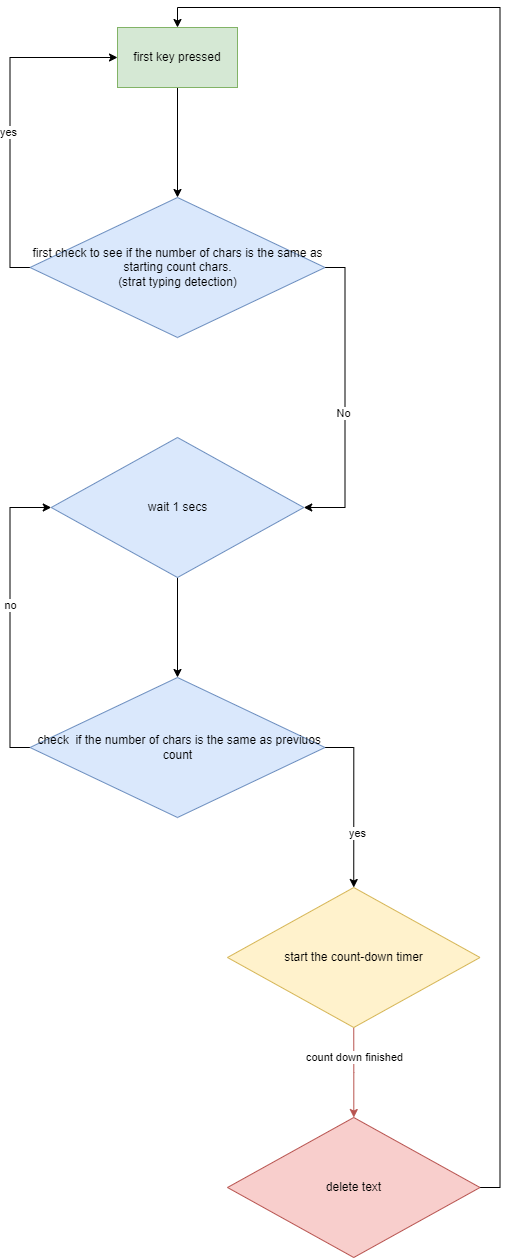 first key pressed
yes
first check to see if the number of chars is the same as
starting count chars.
(strat typing detection)
No
wait 1 secs
no
check  if the number of chars is the same as previuos
count
yes
start the count-down timer
count down finished
delete text